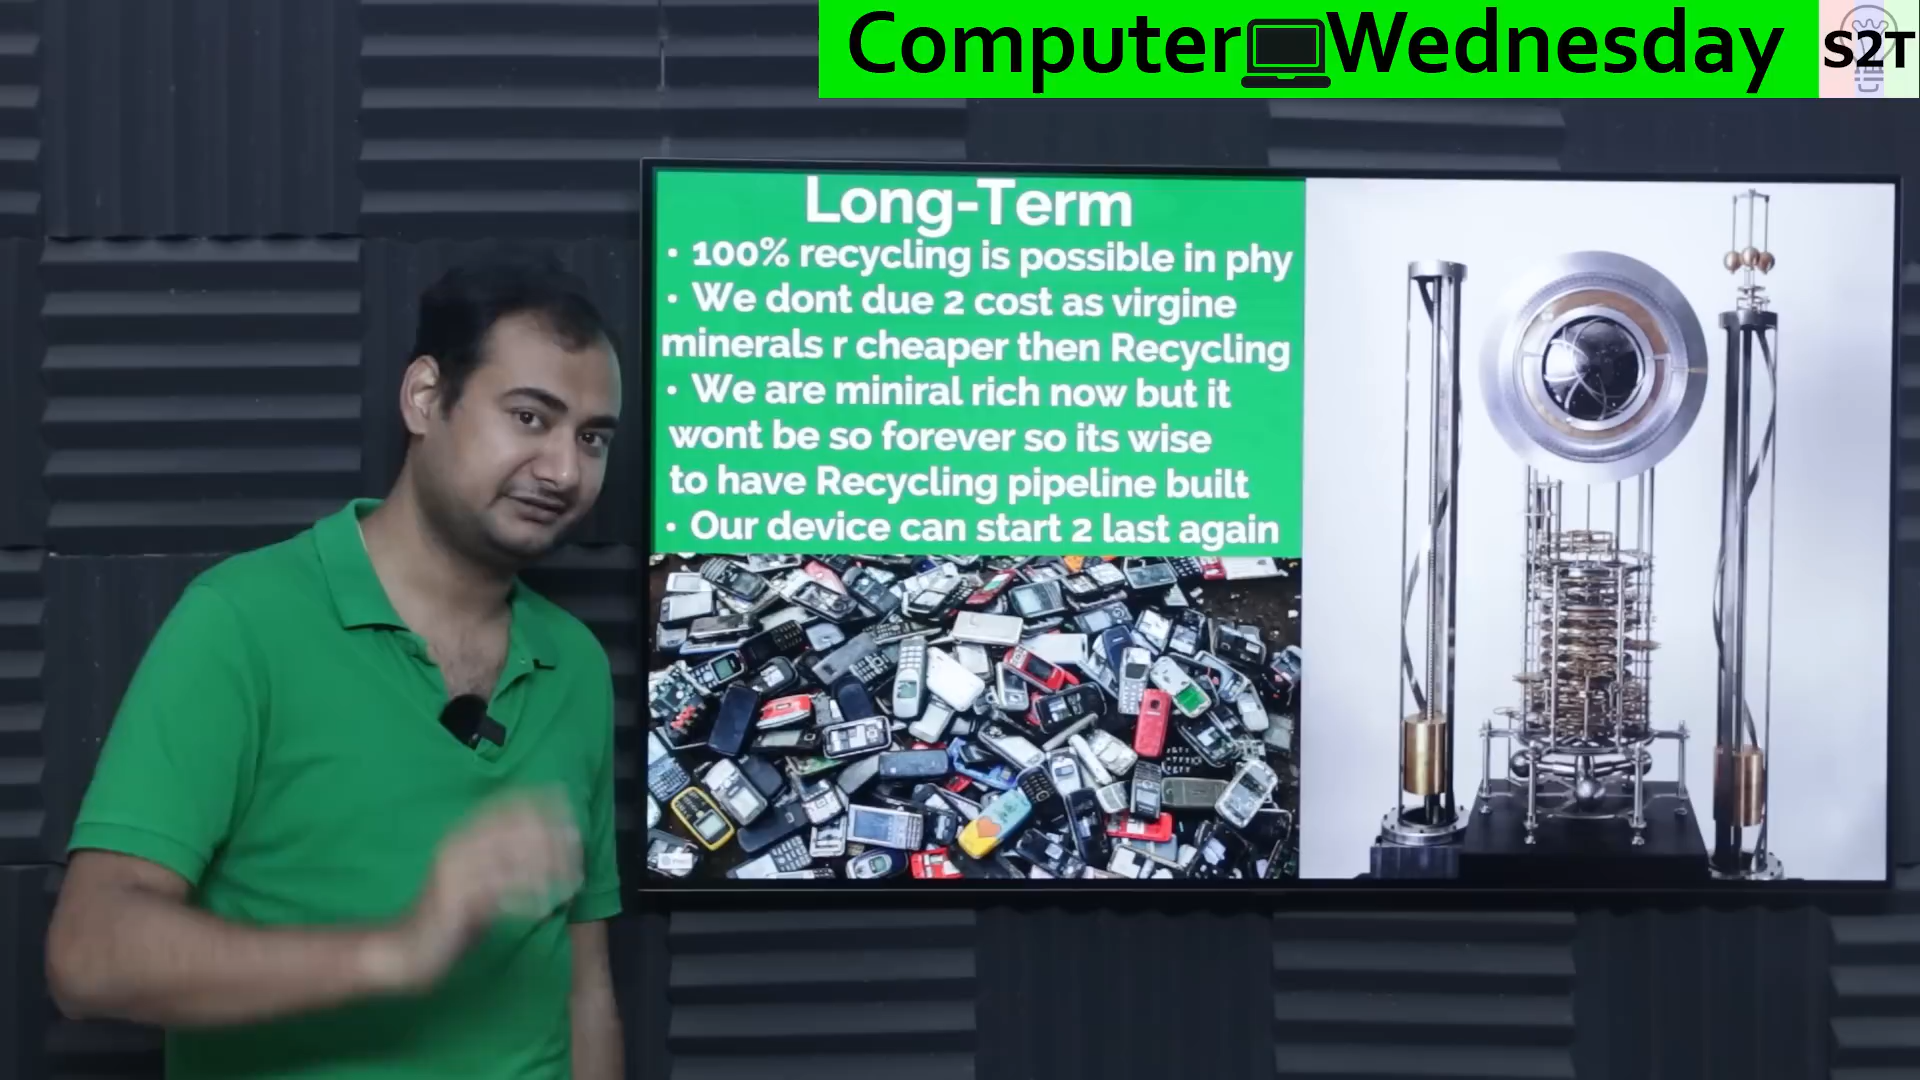 Computer Wednesday
S2T
Long-Term
• 100% recycling is possible in phy
• We dont due 2 cost as virgine
minerals r cheaper then Recycling
• We are miniral rich now but it
wont be so forever so its wise
to have Recycling pipeline built
• Our device can start 2 last again